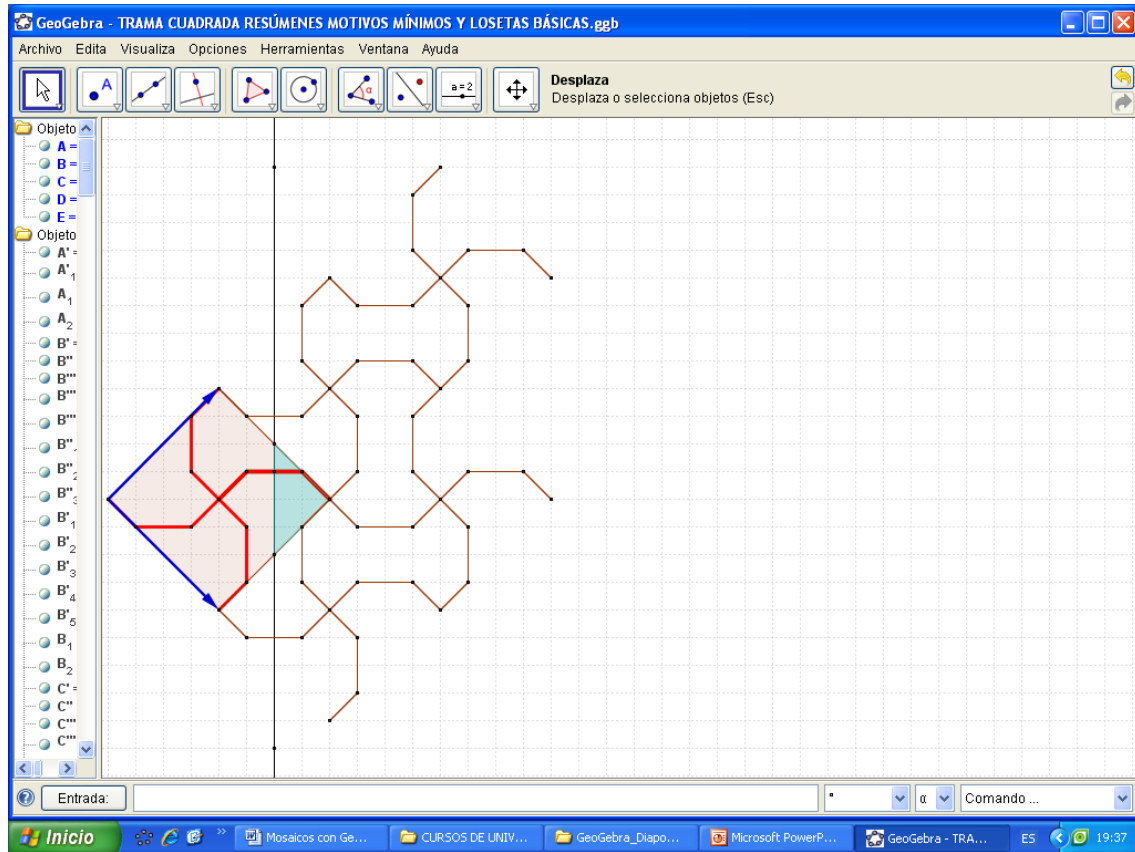 GeoGebra - TRAMA CUADRADA RESÚMENES MOTIVOS MÍNIMOS Y LOSETAS BÁSICAS.ggb
Archivo Edita Visualiza Opciones Herramientas Ventana Ayuda
A
α
a=2
Desplaza
Desplaza o selecciona objetos (Esc)
Objeto
A =
B =
C =
D =
E =
Objeto
A' =
A'1
A1
A2
B' =
B''
B'''
B'''
B'''
B''
B''2
B''3
B'1
B'2
B'3
B'4
B'5
B1
B2
C' =
C''
C'''
C'''
Entrada:
°
α
Comando ...
Inicio
Mosaicos con Ge...
CURSOS DE UNIV...
GeoGebra_Diapo...
Microsoft PowerP...
GeoGebra - TRA...
ES
19:37